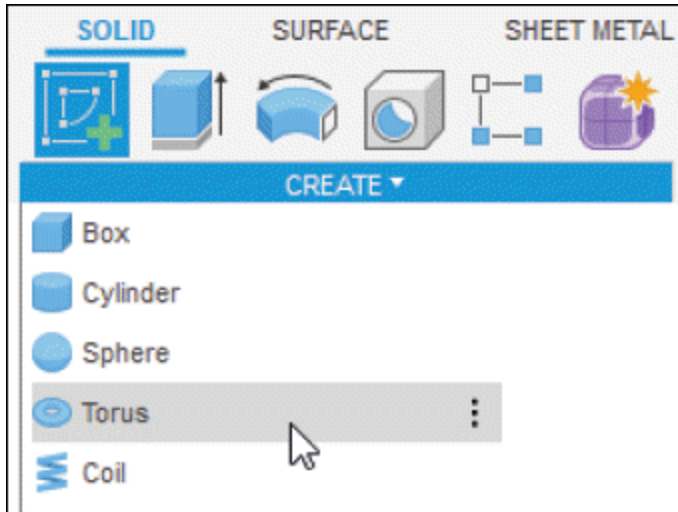 SOLID SURFACE SHEET METAL
CREATE
Box
Cylinder
Sphere
Torus
Coil